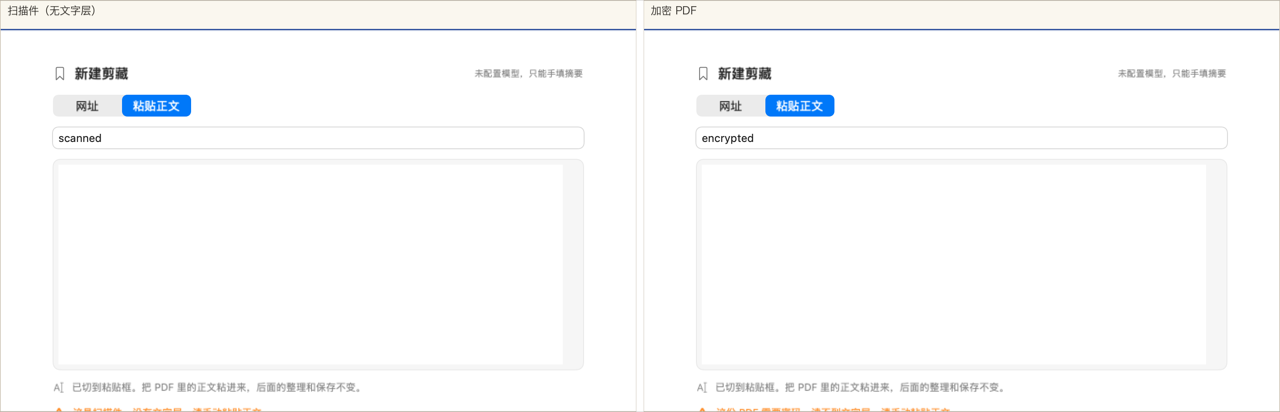 扫描件（无文字层）
新建剪藏
未配置模型，只能手填摘要
网址
粘贴正文
scanned
已切到粘贴框。把 PDF 里的正文粘进来，后面的整理和保存不变。
加密 PDF
新建剪藏
未配置模型，只能手填摘要
网址
粘贴正文
encrypted
已切到粘贴框。把 PDF 里的正文粘进来，后面的整理和保存不变。